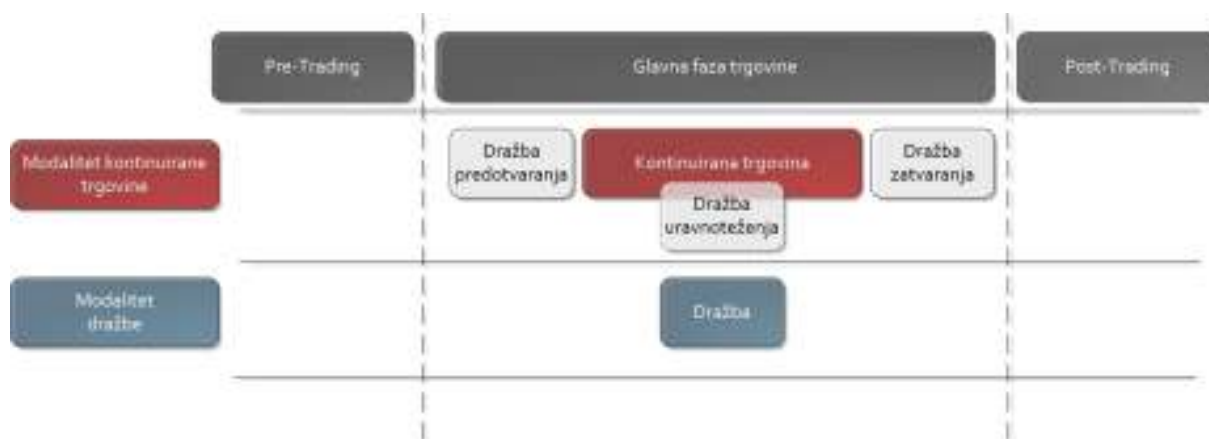 Pre-Trading
Glavna faza trgovine
Post-Trading
Modalitet kontinuirane
trgovine
Dražba
predotvaranja
Kontinuirana trgovina
Dražba
zatvaranja
Dražba
uravnoteženja
Modalitet
dražbe
Dražba